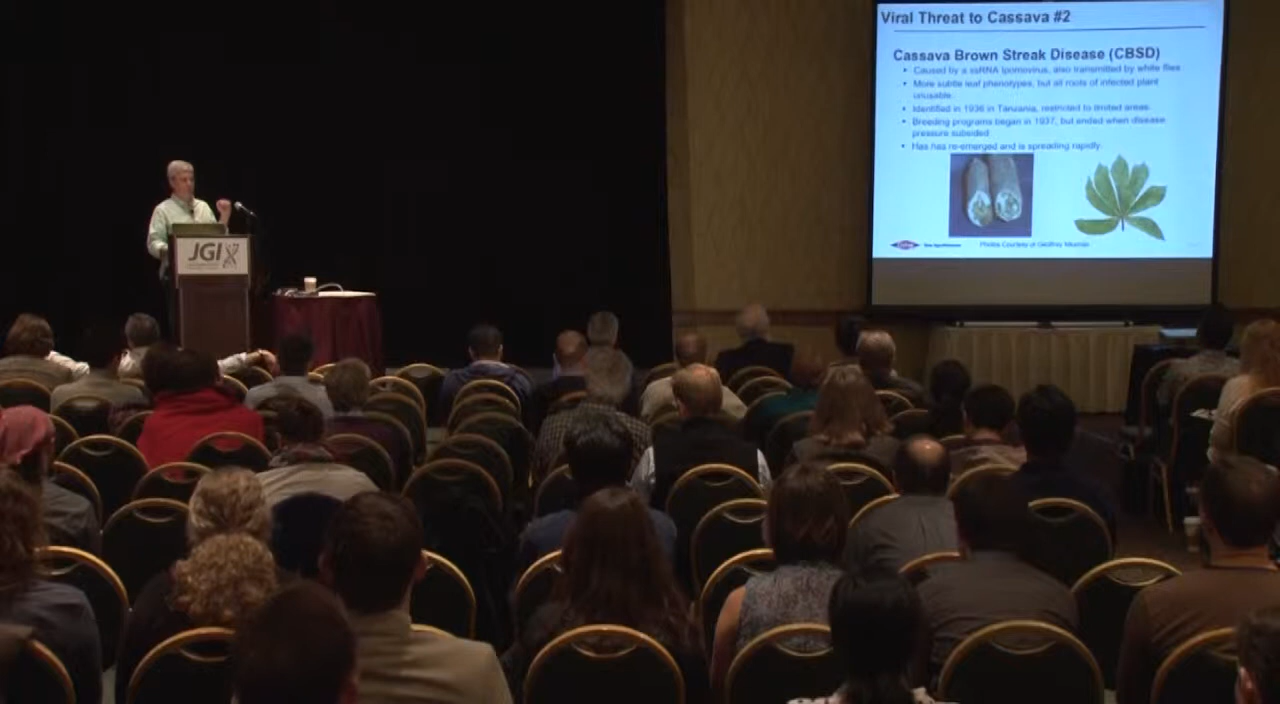 Viral Threat to Cassava #2
Cassava Brown Streak Disease (CBSD)
Caused by a ssRNA Ipomovirus, also transmitted by white flies
More subtle leaf phenotypes, but all roots of infected plant
unusable.
Identified in 1936 in Tanzania, restricted to limited areas.
Breeding programs began in 1937, but ended when disease
pressure subsided
Has has re-emerged and is spreading rapidly.
Photos Courtesy of Geoffrey
JGI